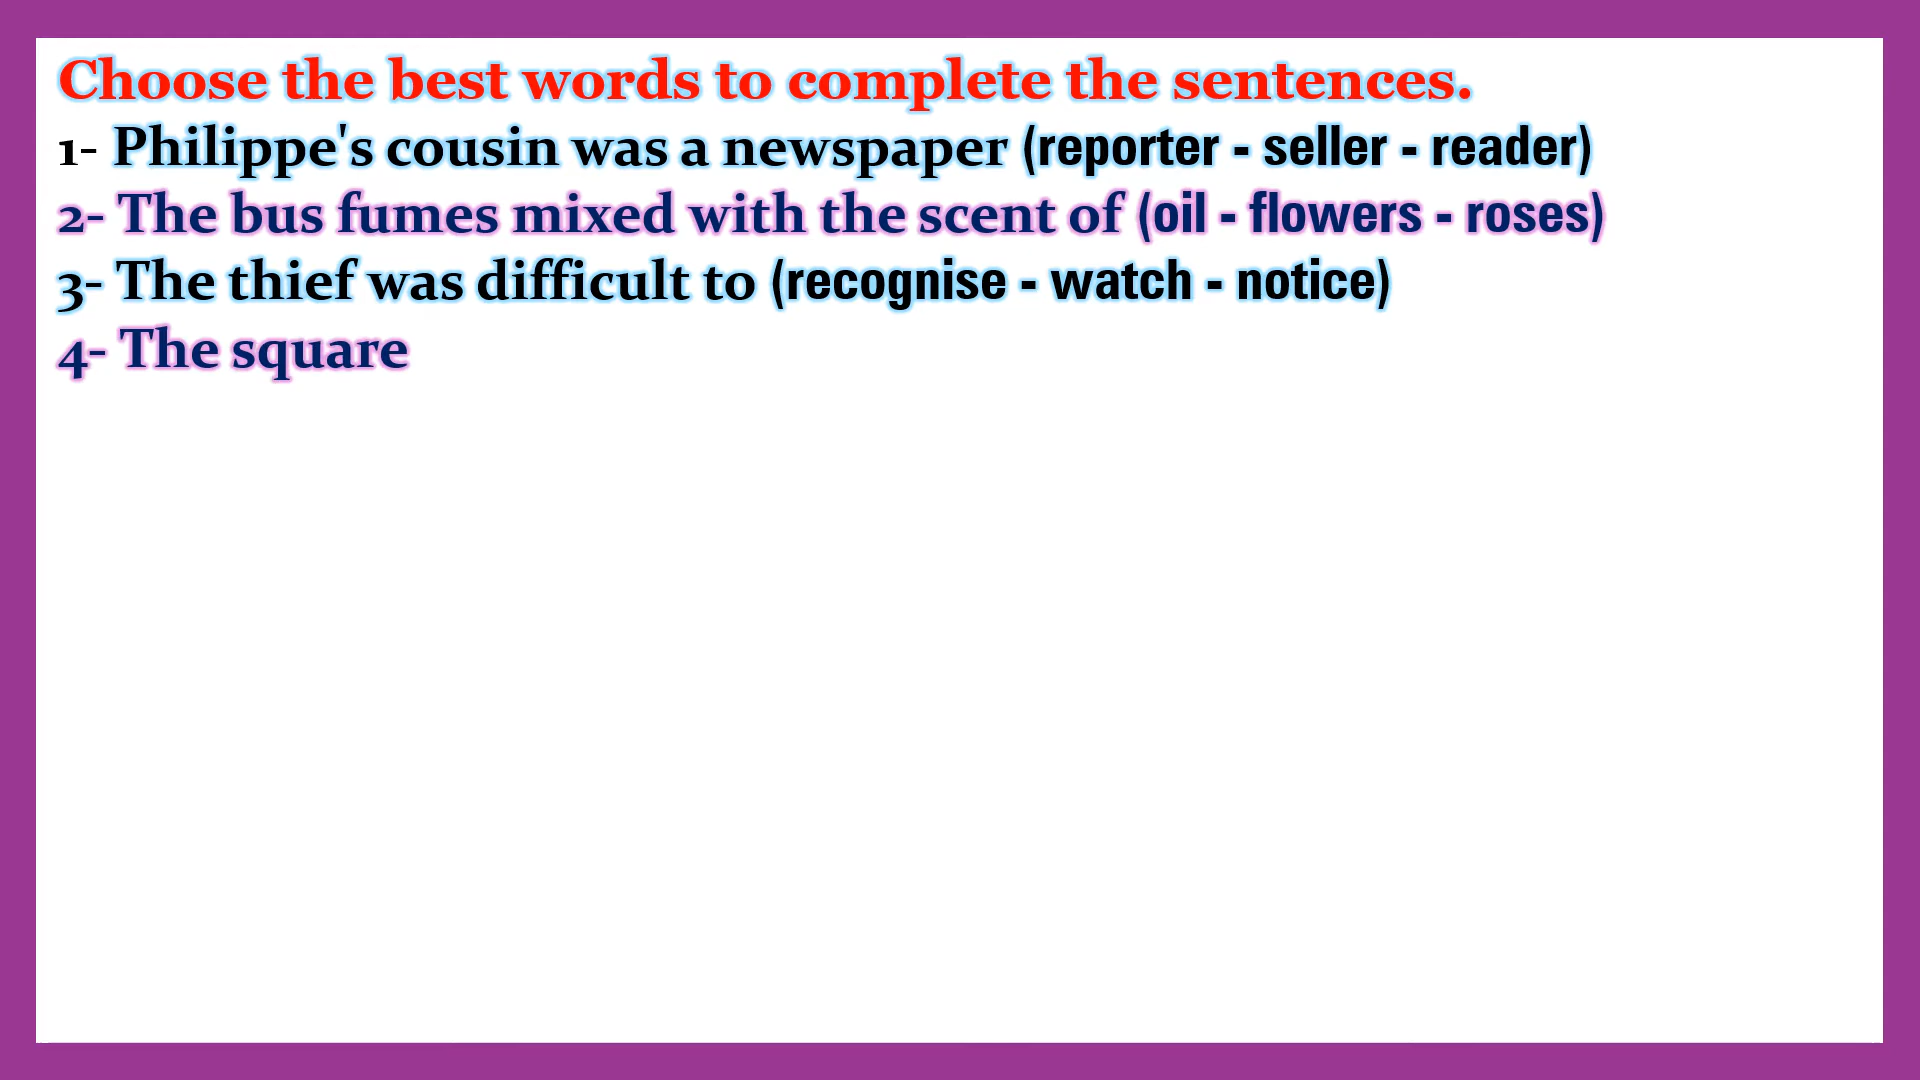 Choose the best words to complete the sentences.
1- Philippe's cousin was a newspaper (reporter - seller - reader)
2- The bus fumes mixed with the scent of (oil - flowers - roses)
3- The thief was difficult to (recognise - watch - notice)
4- The square